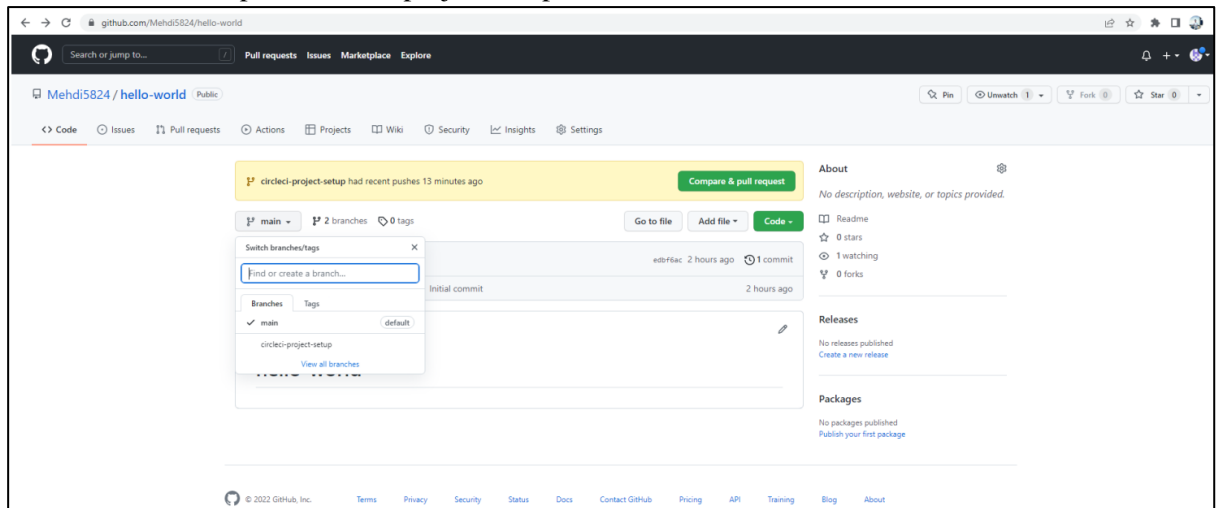 github.com/Mehdi5824/hello-world
Search or jump to... / Pull requests Issues Marketplace Explore
Mehdi5824 / hello-world Public Pin Unwatch 1 Fork 0 Star 0
<> Code Issues Pull requests Actions Projects Wiki Security Insights Settings
circleci-project-setup had recent pushes 13 minutes ago Compare & pull request
main 2 branches 0 tags Go to file Add file Code
Switch branches/tags
edbf6ac 2 hours ago 1 commit
Find or create a branch...
Initial commit 2 hours ago
Branches Tags
main default
circleci-project-setup
View all branches
hello-world
About
No description, website, or topics provided.
Readme
0 stars
1 watching
0 forks
Releases
No releases published
Create a new release
Packages
No packages published
Publish your first package
© 2022 GitHub, Inc. Terms Privacy Security Status Docs Contact GitHub Pricing API Training Blog About